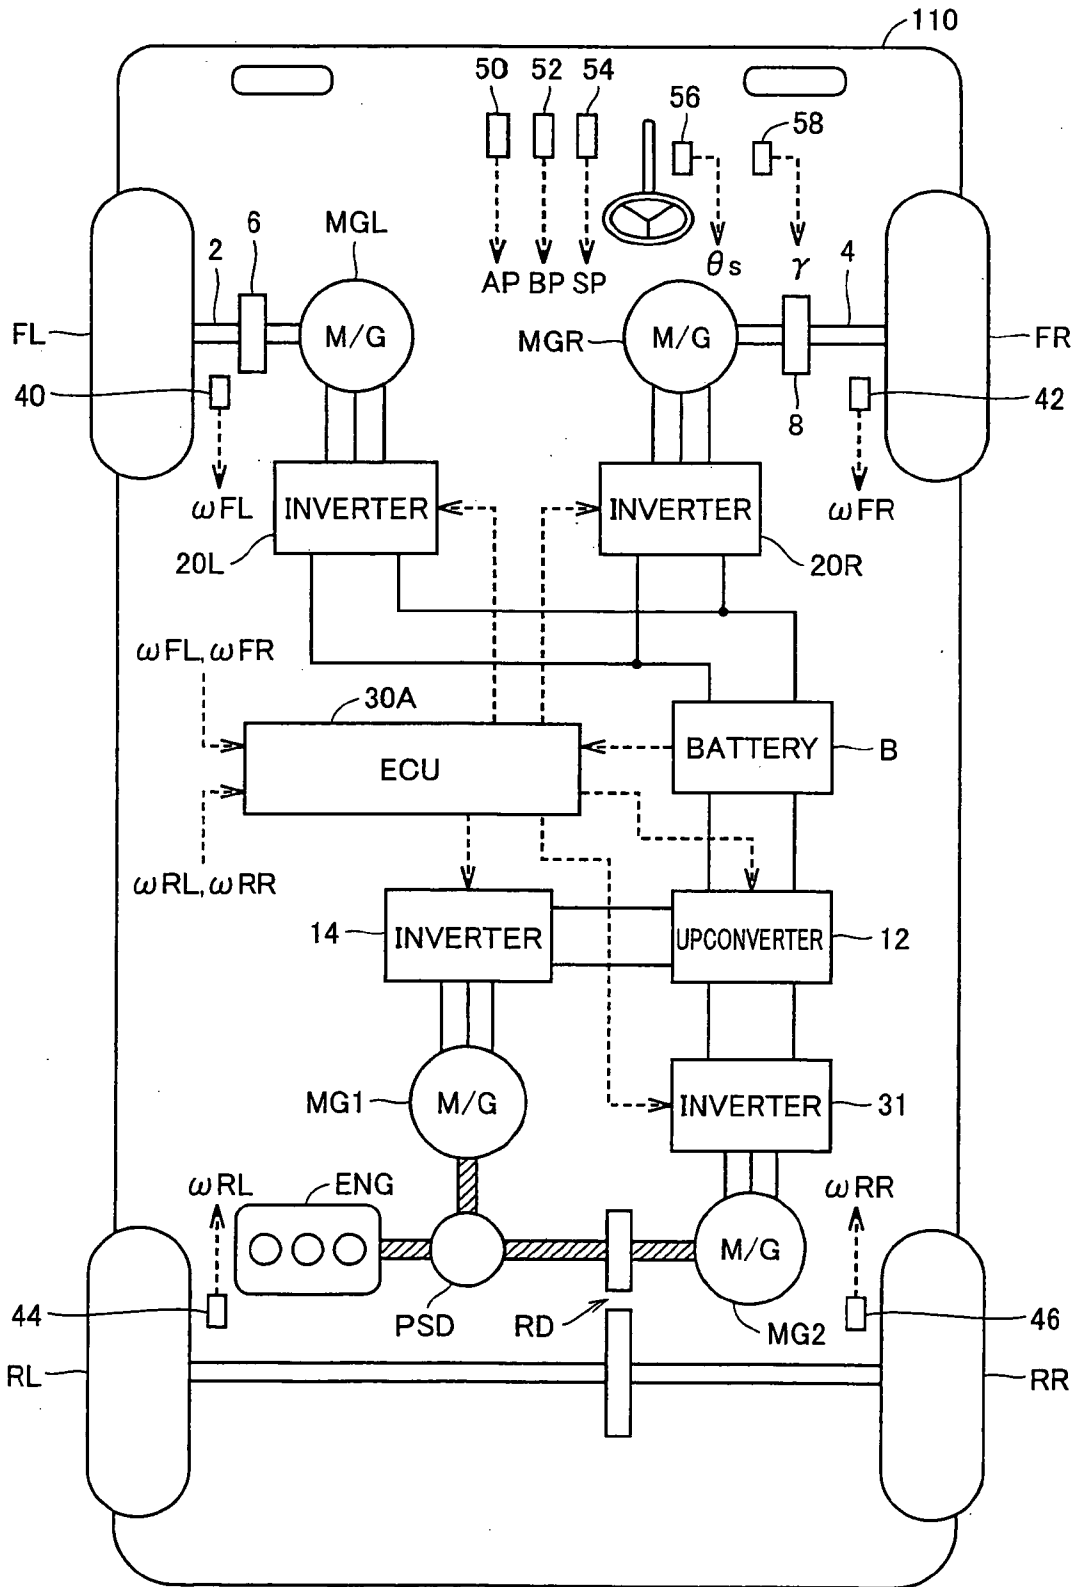 110
50 52 54
56
58
AP BP SP
θs
γ
MGL
6
2
4
FL
M/G
MGR
M/G
FR
40
8
42
ωFL
INVERTER
INVERTER
ωFR
20L
20R
ωFL,ωFR
30A
ECU
BATTERY
B
ωRL,ωRR
14
INVERTER
UPCONVERTER
12
MG1
M/G
INVERTER
31
ωRL
ENG
ωRR
M/G
44
PSD
RD
MG2
46
RL
RR